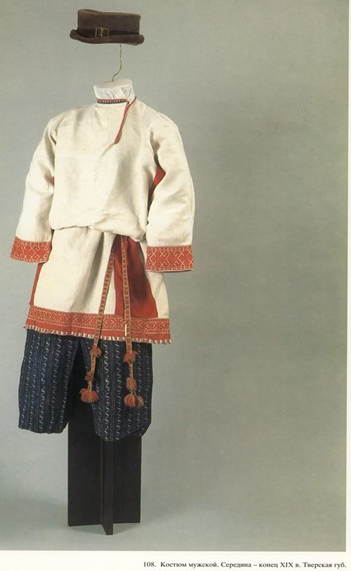 108. Костюм мужской. Середина – конец XIX в. Тверская губ.